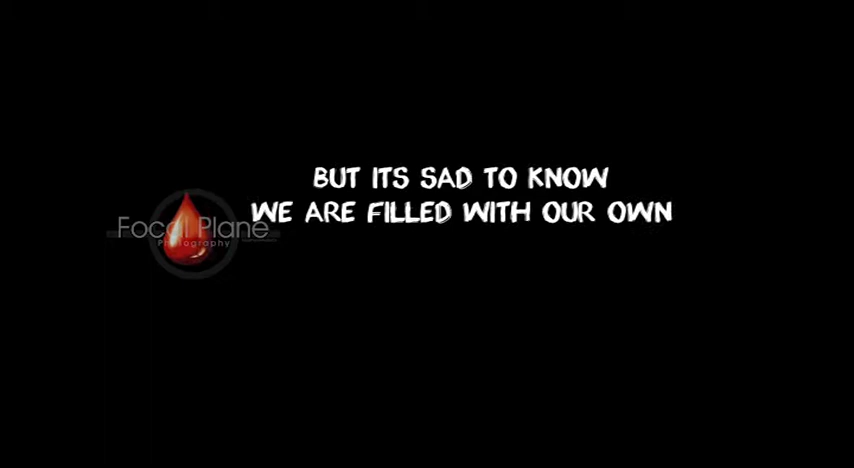 BUT ITS SAD TO KNOW
WE ARE FILLED WITH OUR OWN
Focal Plane
Photography